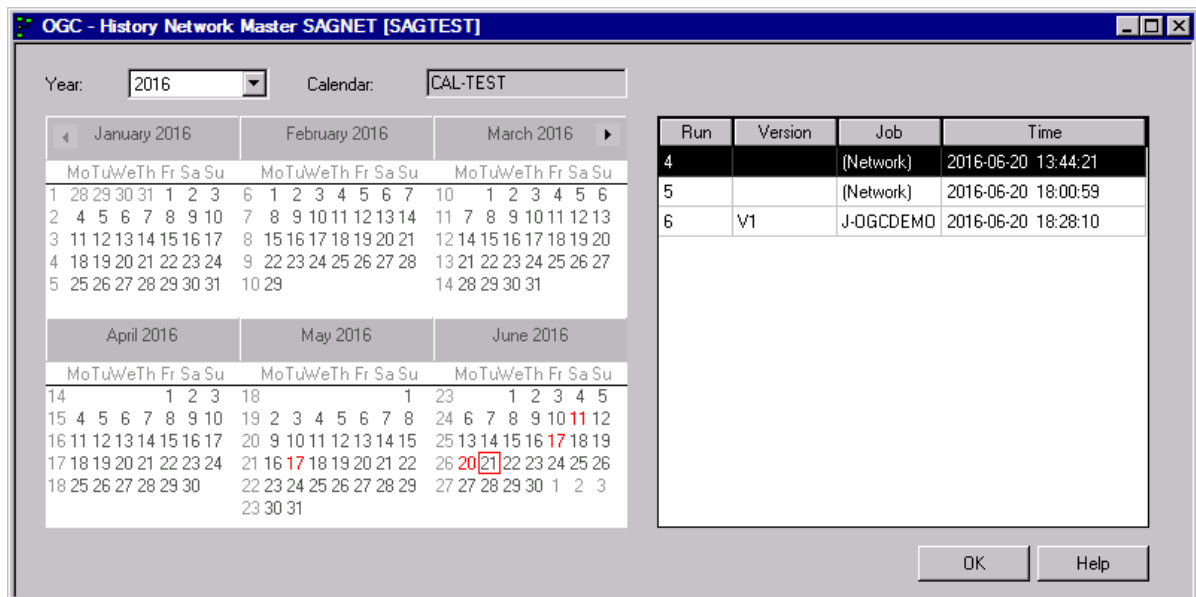 OGC - History Network Master SAGNET [SAGTEST]
Year: 2016 Calendar: CAL-TEST
January 2016 February 2016 March 2016
Mo Tu We Th Fr Sa Su Mo Tu We Th Fr Sa Su Mo Tu We Th Fr Sa Su
1 28 29 30 31 1 2 3 6 1 2 3 4 5 6 7 10 1 2 3 4 5 6
2 4 5 6 7 8 9 10 7 8 9 10 11 12 13 14 11 7 8 9 10 11 12 13
3 11 12 13 14 15 16 17 8 15 16 17 18 19 20 21 12 14 15 16 17 18 19 20
4 18 19 20 21 22 23 24 9 22 23 24 25 26 27 28 13 21 22 23 24 25 26 27
5 25 26 27 28 29 30 31 10 29 14 28 29 30 31
April 2016 May 2016 June 2016
Mo Tu We Th Fr Sa Su Mo Tu We Th Fr Sa Su Mo Tu We Th Fr Sa Su
14 1 2 3 18 1 23 1 2 3 4 5
15 4 5 6 7 8 9 10 19 2 3 4 5 6 7 8 24 6 7 8 9 10 11 12
16 11 12 13 14 15 16 17 20 9 10 11 12 13 14 15 25 13 14 15 16 17 18 19
17 18 19 20 21 22 23 24 21 16 17 18 19 20 21 22 26 20 21 22 23 24 25 26
18 25 26 27 28 29 30 22 23 24 25 26 27 28 29 27 27 28 29 30 1 2 3
23 30 31
Run Version Job Time
4 (Network) 2016-06-20 13:44:21
5 (Network) 2016-06-20 18:00:59
6 V1 J-OGCDEMO 2016-06-20 18:28:10
OK Help